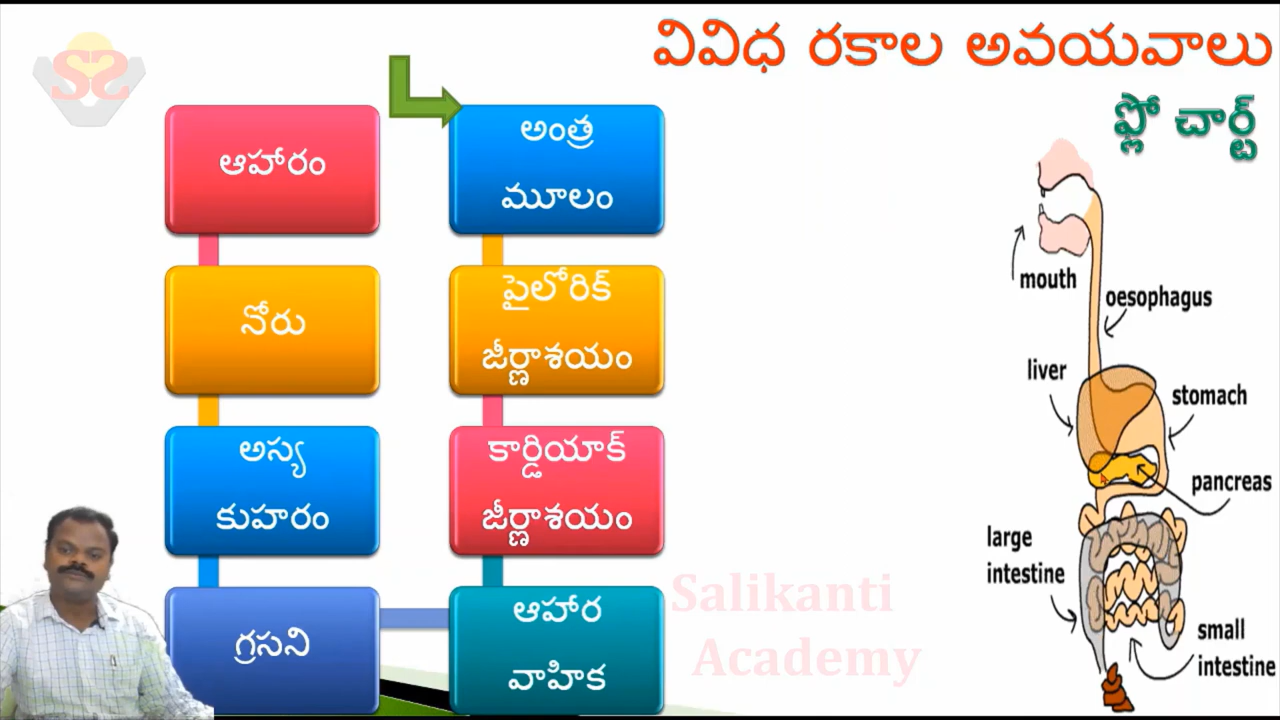 వివిధ రకాల అవయవాలు
ఫ్లో చార్ట్
ఆహారం
నోరు
అస్య
కుహరం
గ్రసని
ఆహార
వాహిక
కార్డియాక్
జీర్ణాశయం
పైలోరిక్
జీర్ణాశయం
అంత్ర
మూలం
mouth
oesophagus
liver
stomach
pancreas
large
intestine
small
intestine
Salikanti
Academy
SS